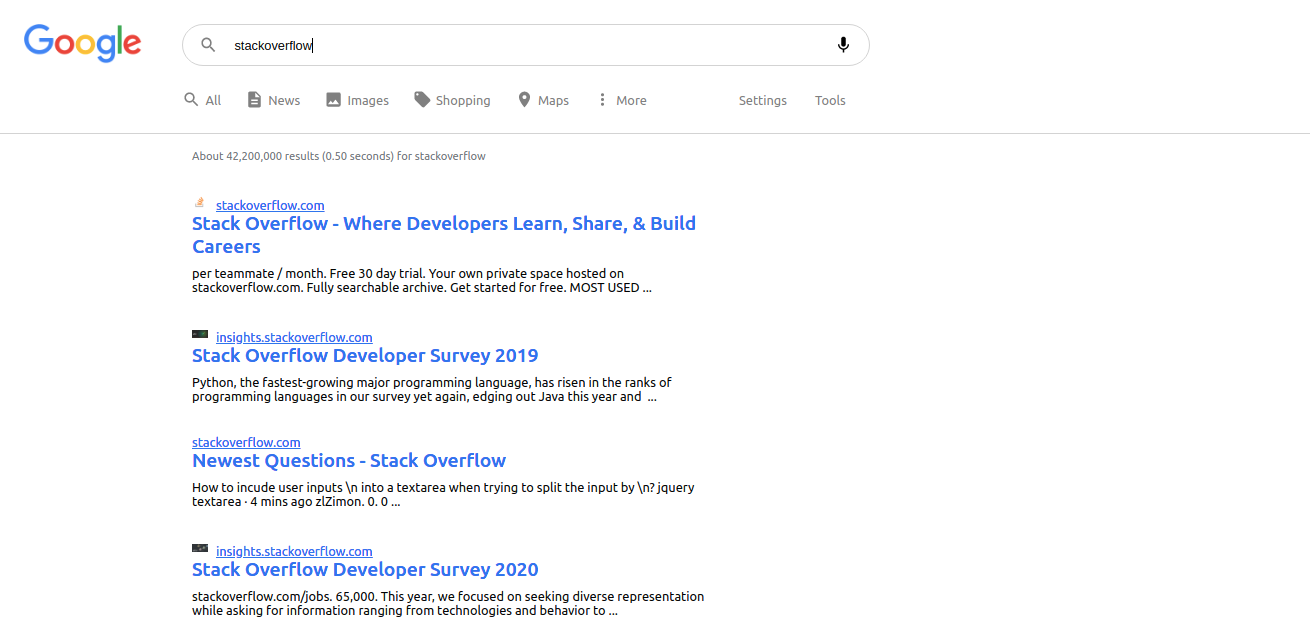 Google
stackoverflow
All News Images Shopping Maps More Settings Tools
About 42,200,000 results (0.50 seconds) for stackoverflow
stackoverflow.com
Stack Overflow - Where Developers Learn, Share, & Build
Careers
per teammate / month. Free 30 day trial. Your own private space hosted on
stackoverflow.com. Fully searchable archive. Get started for free. MOST USED ...
insights.stackoverflow.com
Stack Overflow Developer Survey 2019
Python, the fastest-growing major programming language, has risen in the ranks of
programming languages in our survey yet again, edging out Java this year and ...
stackoverflow.com
Newest Questions - Stack Overflow
How to incude user inputs \n into a textarea when trying to split the input by \n? jquery
textarea · 4 mins ago zlZimon. 0. 0 ...
insights.stackoverflow.com
Stack Overflow Developer Survey 2020
stackoverflow.com/jobs. 65,000. This year, we focused on seeking diverse representation
while asking for information ranging from technologies and behavior to ...